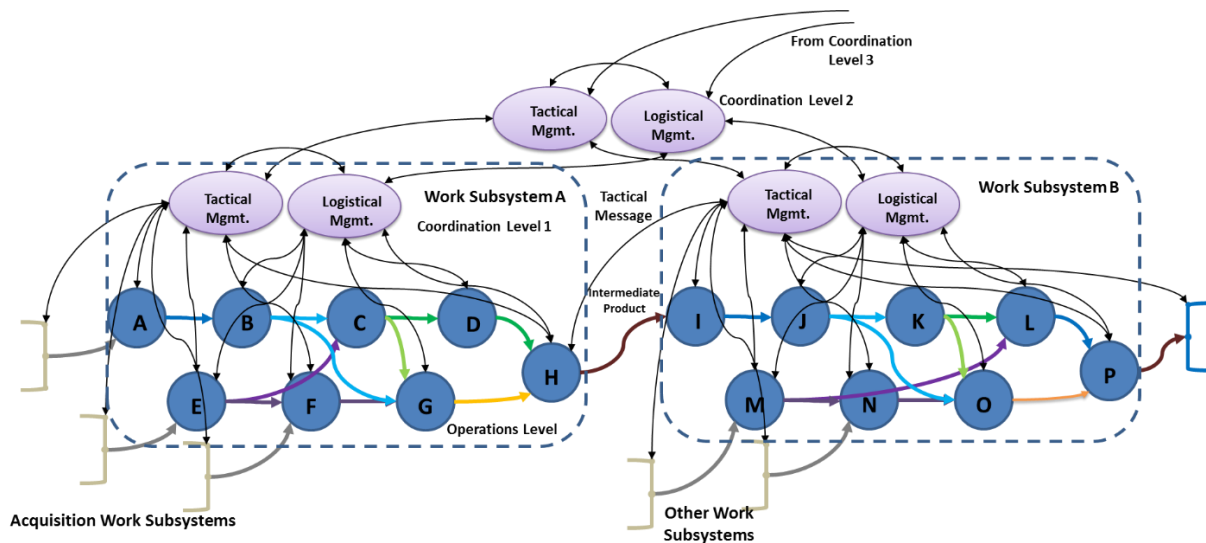 From Coordination
Level 3
Coordination Level 2
Tactical
Mgmt.
Logistical
Mgmt.
Work Subsystem A
Tactical
Mgmt.
Logistical
Mgmt.
Coordination Level 1
Tactical
Message
Work Subsystem B
Tactical
Mgmt.
Logistical
Mgmt.
Intermediate
Product
A
B
C
D
H
E
F
G
I
J
K
L
P
M
N
O
Operations Level
Acquisition Work Subsystems
Other Work
Subsystems